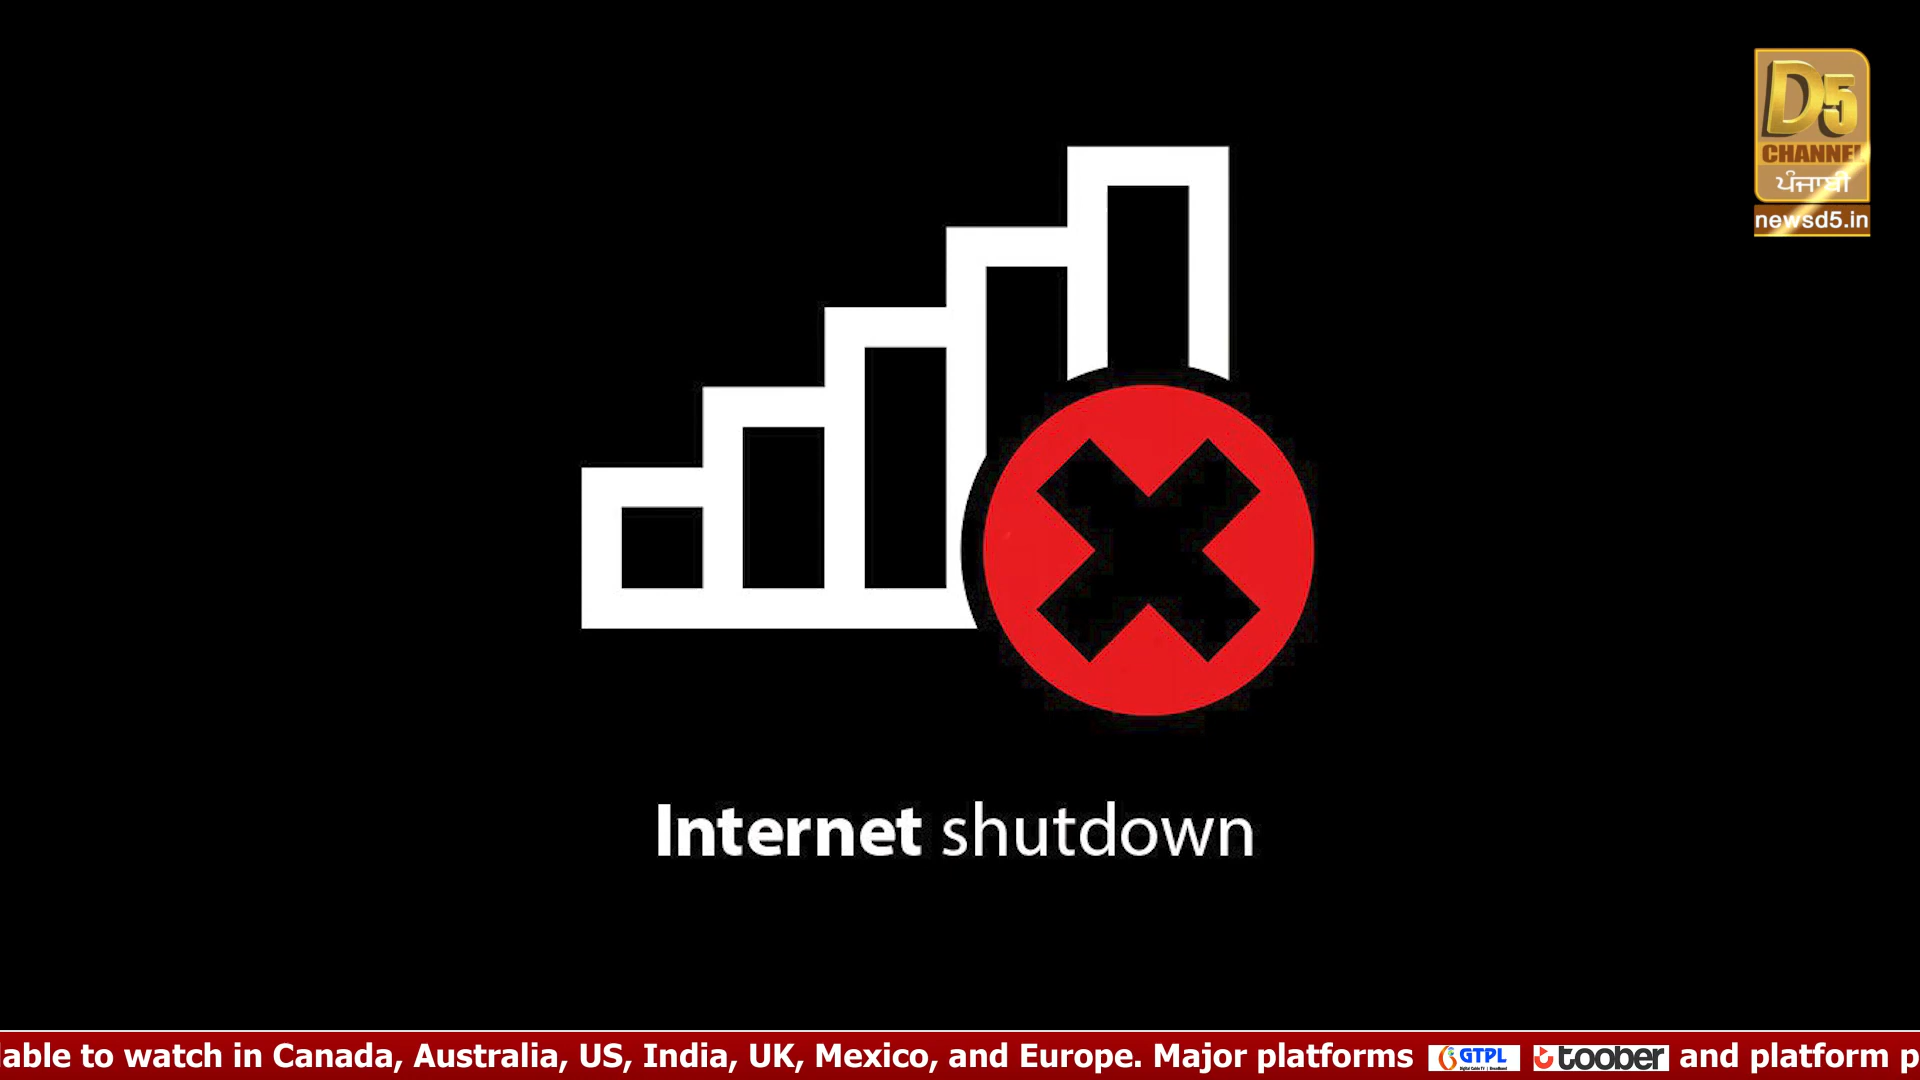 D5
CHANNEL
ਪੰਜਾਬੀ
newsd5.in
Internet shutdown
to watch in Canada, Australia, US, India, UK, Mexico, and Europe. Major platforms GTPL toober and platform